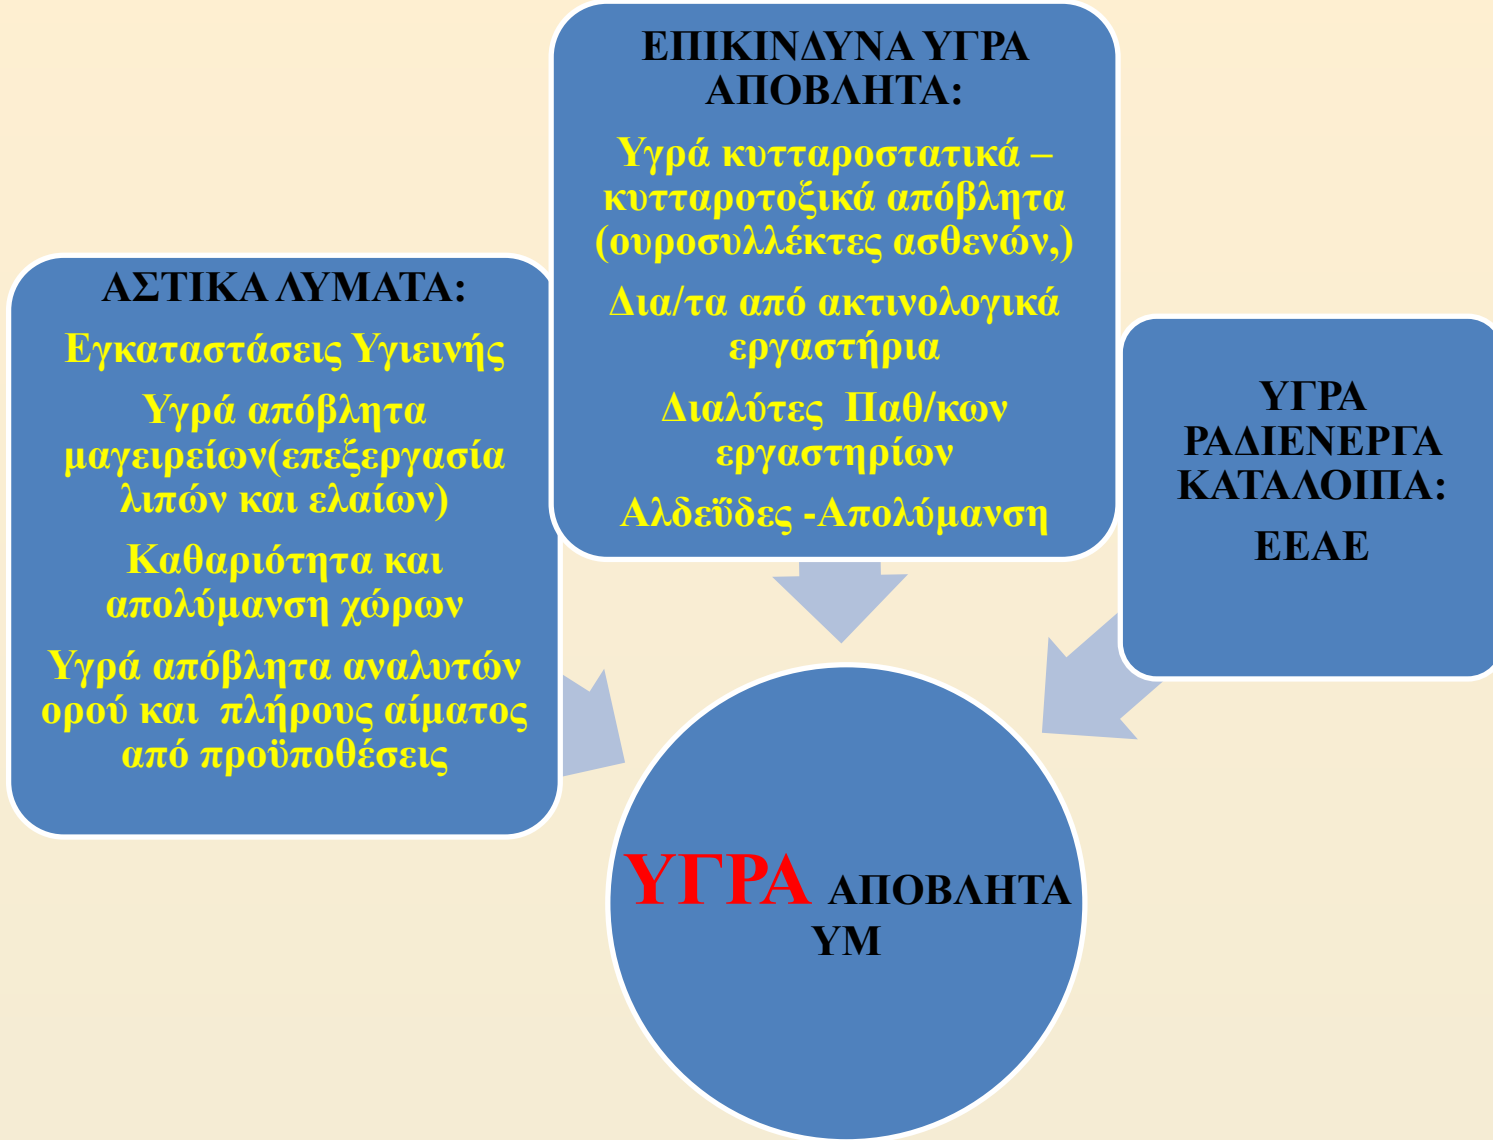 ΑΣΤΙΚΑ ΛΥΜΑΤΑ:
Εγκαταστάσεις Υγιεινής
Υγρά απόβλητα
μαγειρείων(επεξεργασία
λιπών και ελαίων)
Καθαριότητα και
απολύμανση χώρων
Υγρά απόβλητα αναλυτών
ορού και πλήρους αίματος
από προϋποθέσεις
ΕΠΙΚΙΝΔΥΝΑ ΥΓΡΑ
ΑΠΟΒΛΗΤΑ:
Υγρά κυτταροστατικά –
κυτταροτοξικά απόβλητα
(ουροσυλλέκτες ασθενών,)
Δια/τα από ακτινολογικά
εργαστήρια
Διαλύτες Παθ/κων
εργαστηρίων
Αλδεΰδες -Απολύμανση
ΥΓΡΑ
ΡΑΔΙΕΝΕΡΓΑ
ΚΑΤΑΛΟΙΠΑ:
ΕΕΑΕ
ΥΓΡΑ ΑΠΟΒΛΗΤΑ
ΥΜ